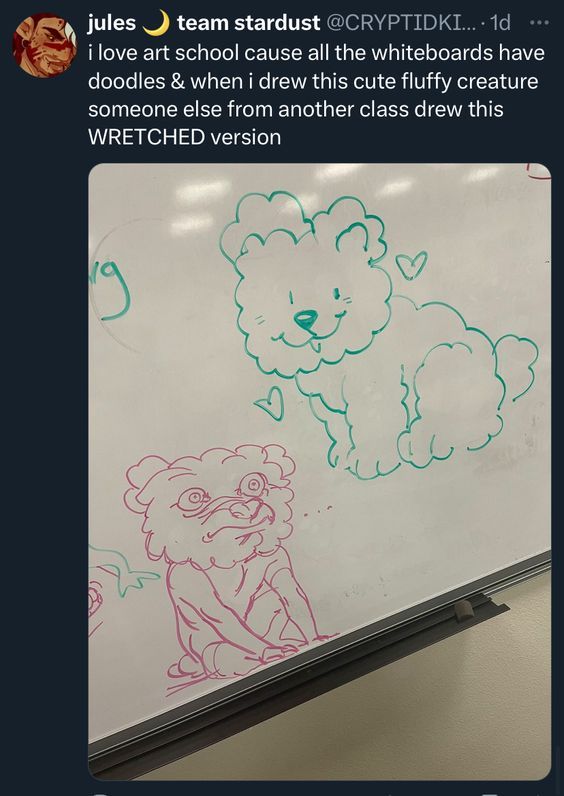 jules 🌙 team stardust @CRYPTIDKI... · 1d
i love art school cause all the whiteboards have
doodles & when i drew this cute fluffy creature
someone else from another class drew this
WRETCHED version
rg